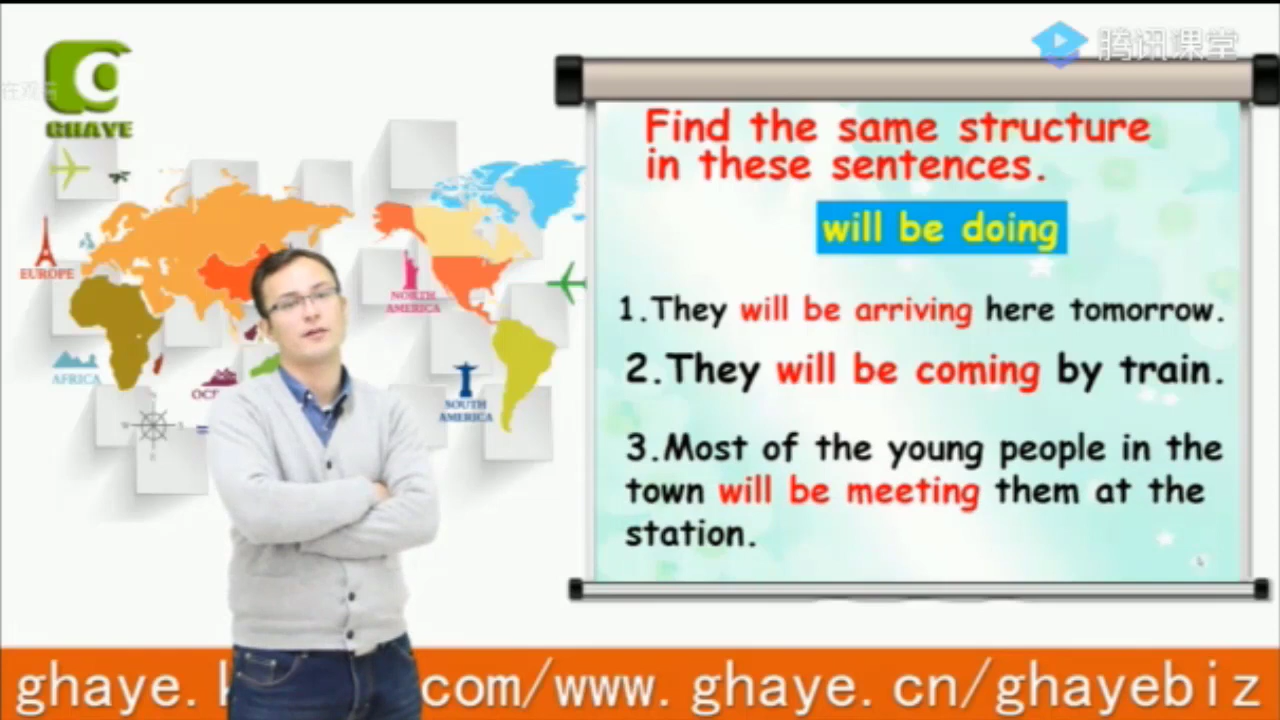 腾讯课堂
GHAYE
Find the same structure
in these sentences.
will be doing
1.They will be arriving here tomorrow.
2.They will be coming by train.
3.Most of the young people in the
town will be meeting them at the
station.
EUROPE
NORTH
AMERICA
AFRICA
SOUTH
AMERICA
ghaye. com/www.ghaye.cn/ghayebiz